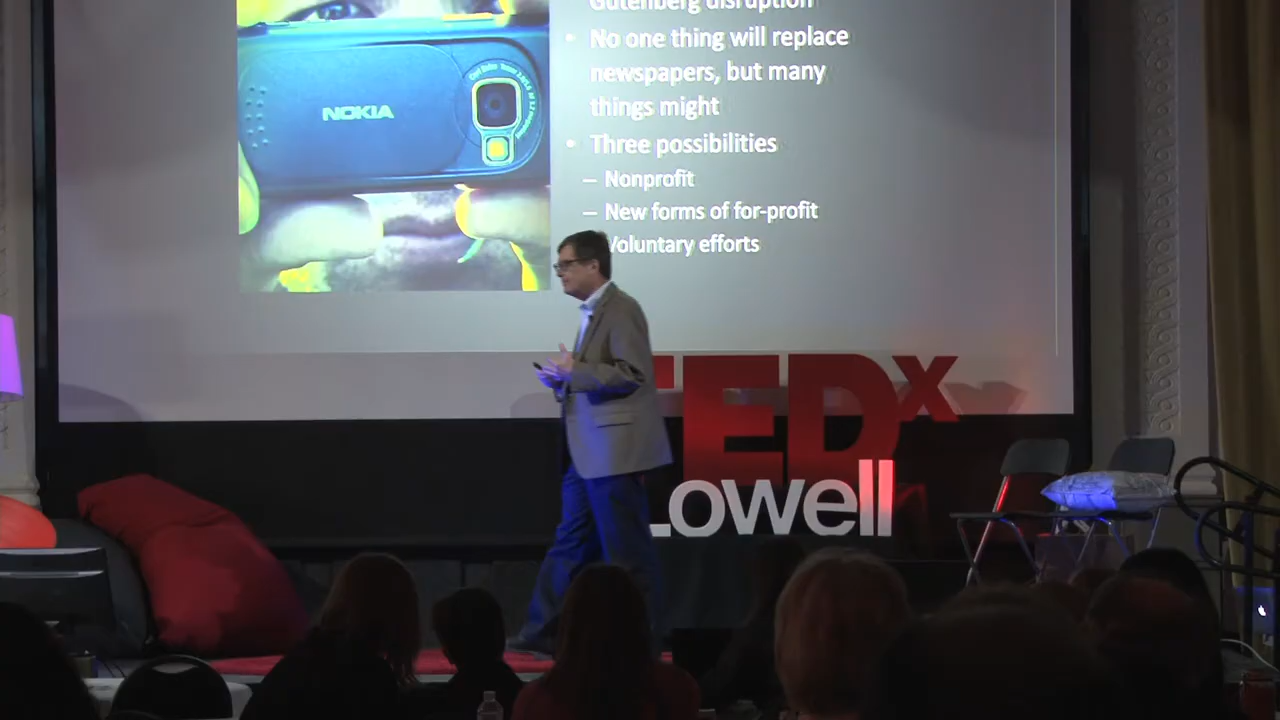 Gutenberg disruption
• No one thing will replace
newspapers, but many
things might
• Three possibilities
– Nonprofit
– New forms of for-profit
Voluntary efforts
NOKIA
TEDx
Lowell